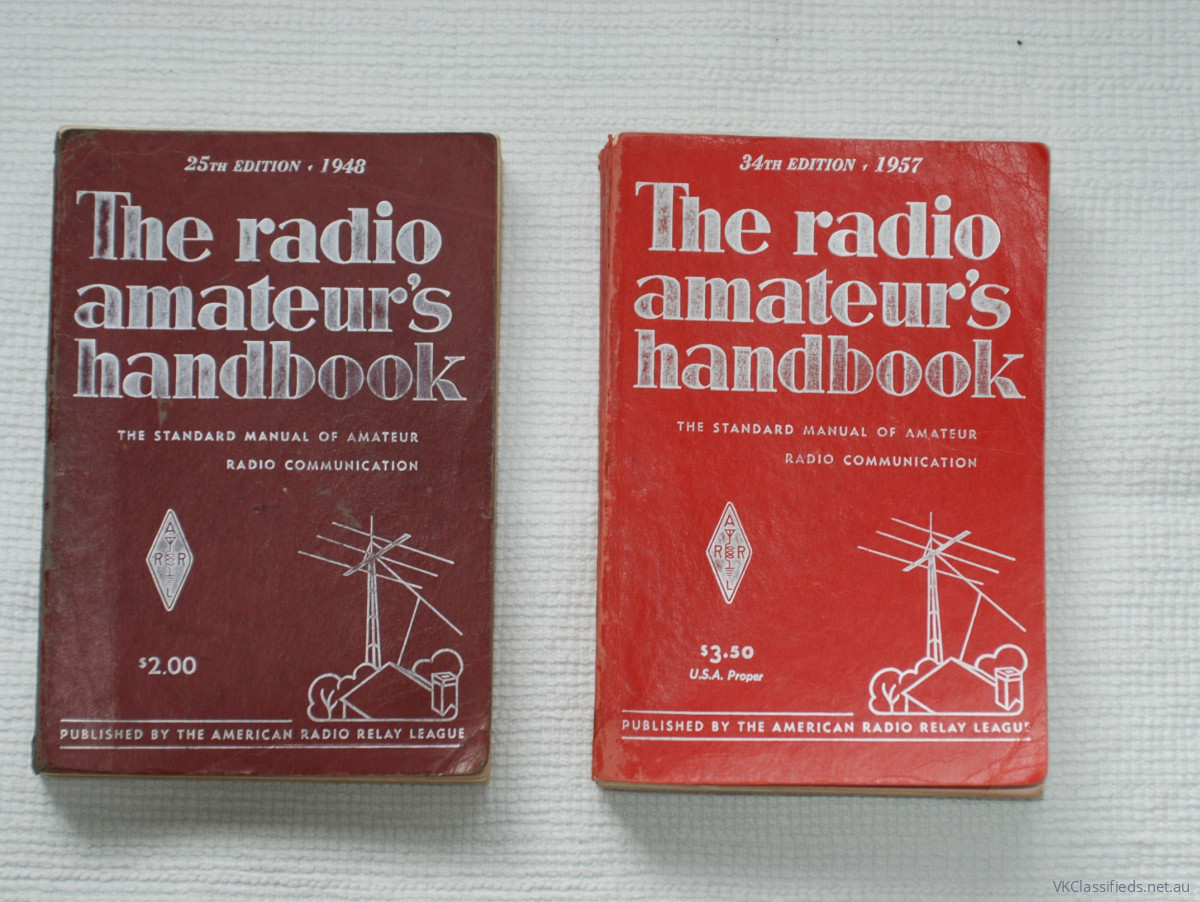 25TH EDITION · 1948
The radio
amateur's
handbook
THE STANDARD MANUAL OF AMATEUR
RADIO COMMUNICATION
A
R R
L
$2.00
PUBLISHED BY THE AMERICAN RADIO RELAY LEAGUE
34TH EDITION · 1957
The radio
amateur's
handbook
THE STANDARD MANUAL OF AMATEUR
RADIO COMMUNICATION
A
R R
L
$3.50
U.S.A. Proper
PUBLISHED BY THE AMERICAN RADIO RELAY LEAGUE
VKClassifieds.net.au